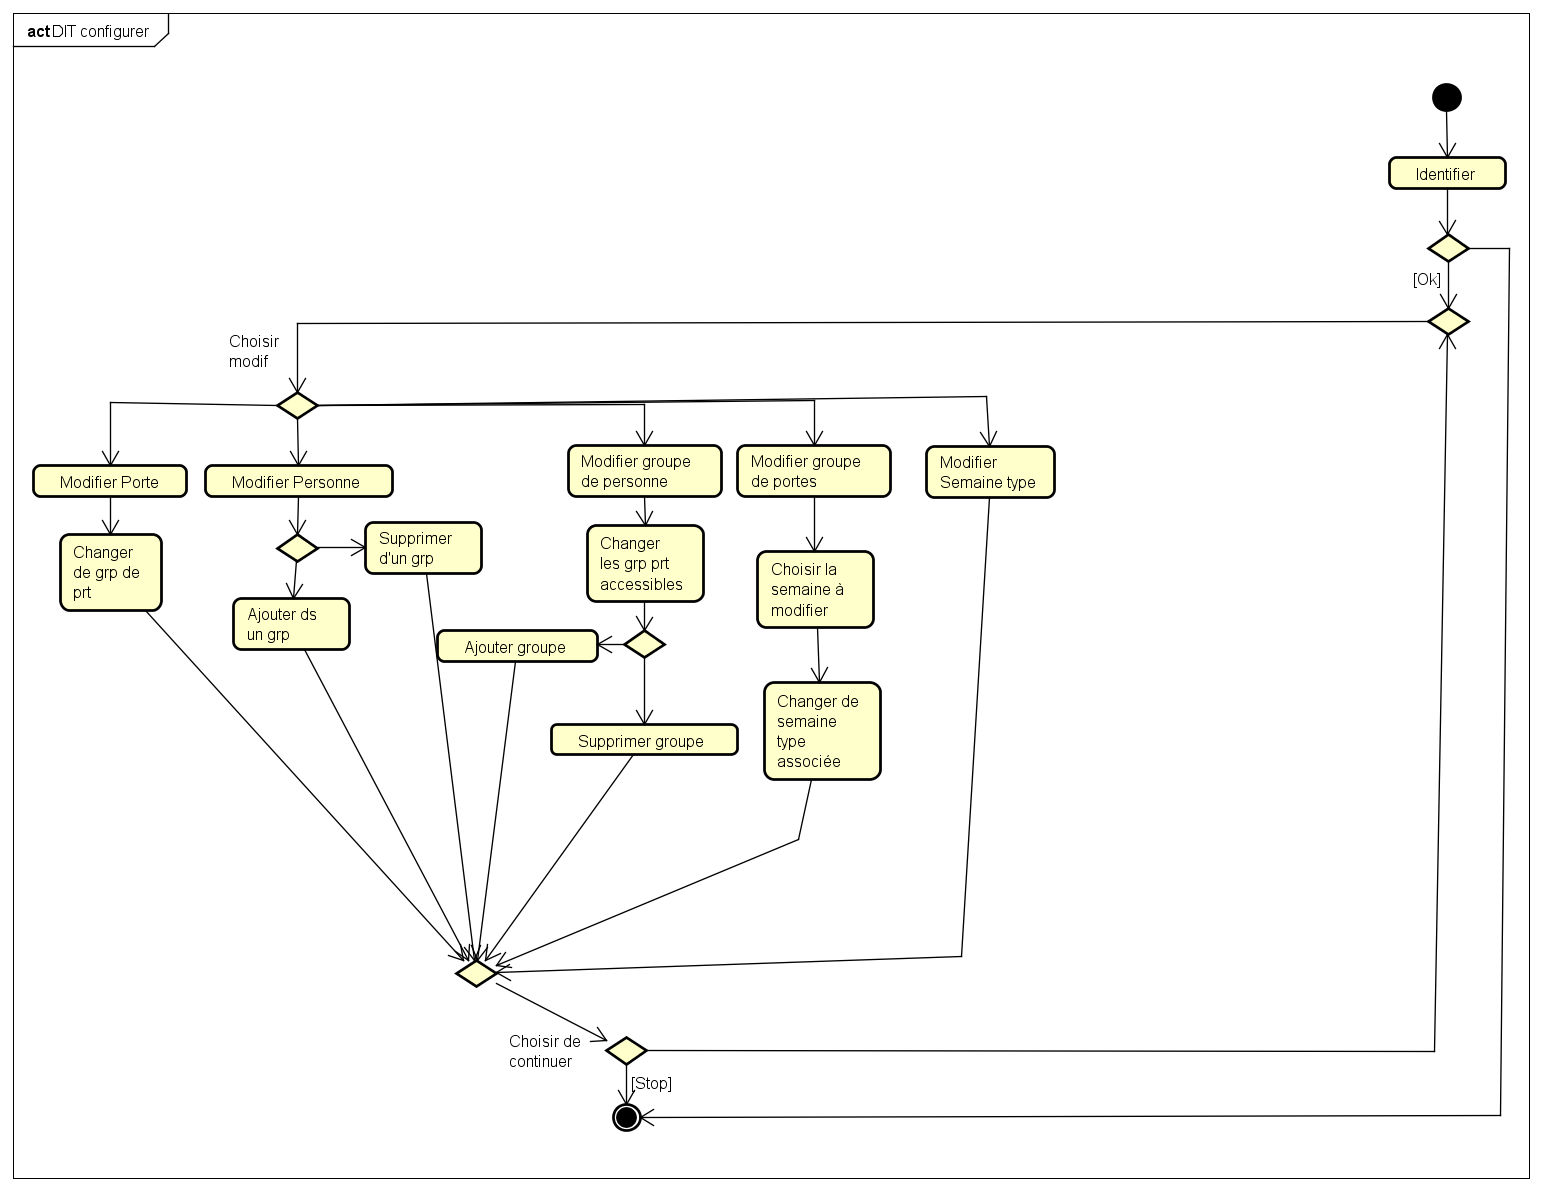 act DIT configurer
Identifier
[Ok]
Choisir
modif
Modifier Porte
Modifier Personne
Modifier groupe
de personne
Modifier groupe
de portes
Modifier
Semaine type
Changer
de grp de
prt
Supprimer
d'un grp
Ajouter ds
un grp
Changer
les grp prt
accessibles
Choisir la
semaine à
modifier
Ajouter groupe
Supprimer groupe
Changer de
semaine
type
associée
Choisir de
continuer
[Stop]